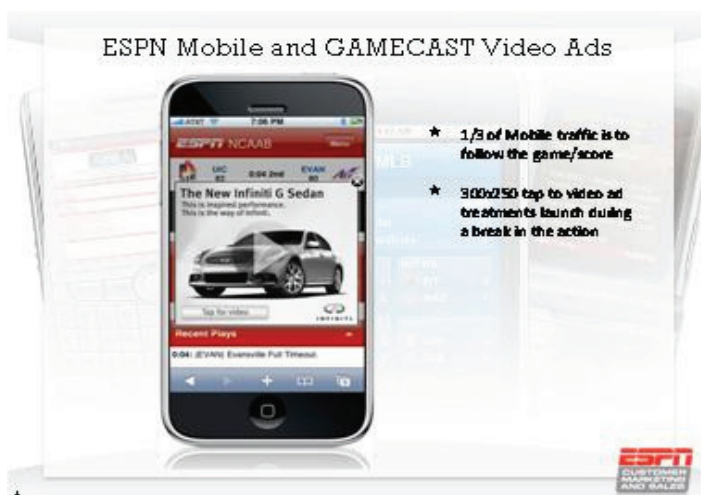 ESPN Mobile and GAMECAST Video Ads
AT&T 7:06 PM
ESPN NCAAB Menu
UIC 0:04 2nd EVAN
The New Infiniti G Sedan
This is inspired performance.
This is the way of Infiniti.
Tap for video
INFINITI
Recent Plays
0:04: (EVAN) Evansville Full Timeout.
★ 1/3 of Mobile traffic is to
follow the game/score
★ 300x250 tap to video ad
treatments launch during
a break in the action
MLB
ESPN
CUSTOMER
MARKETING
AND SALES